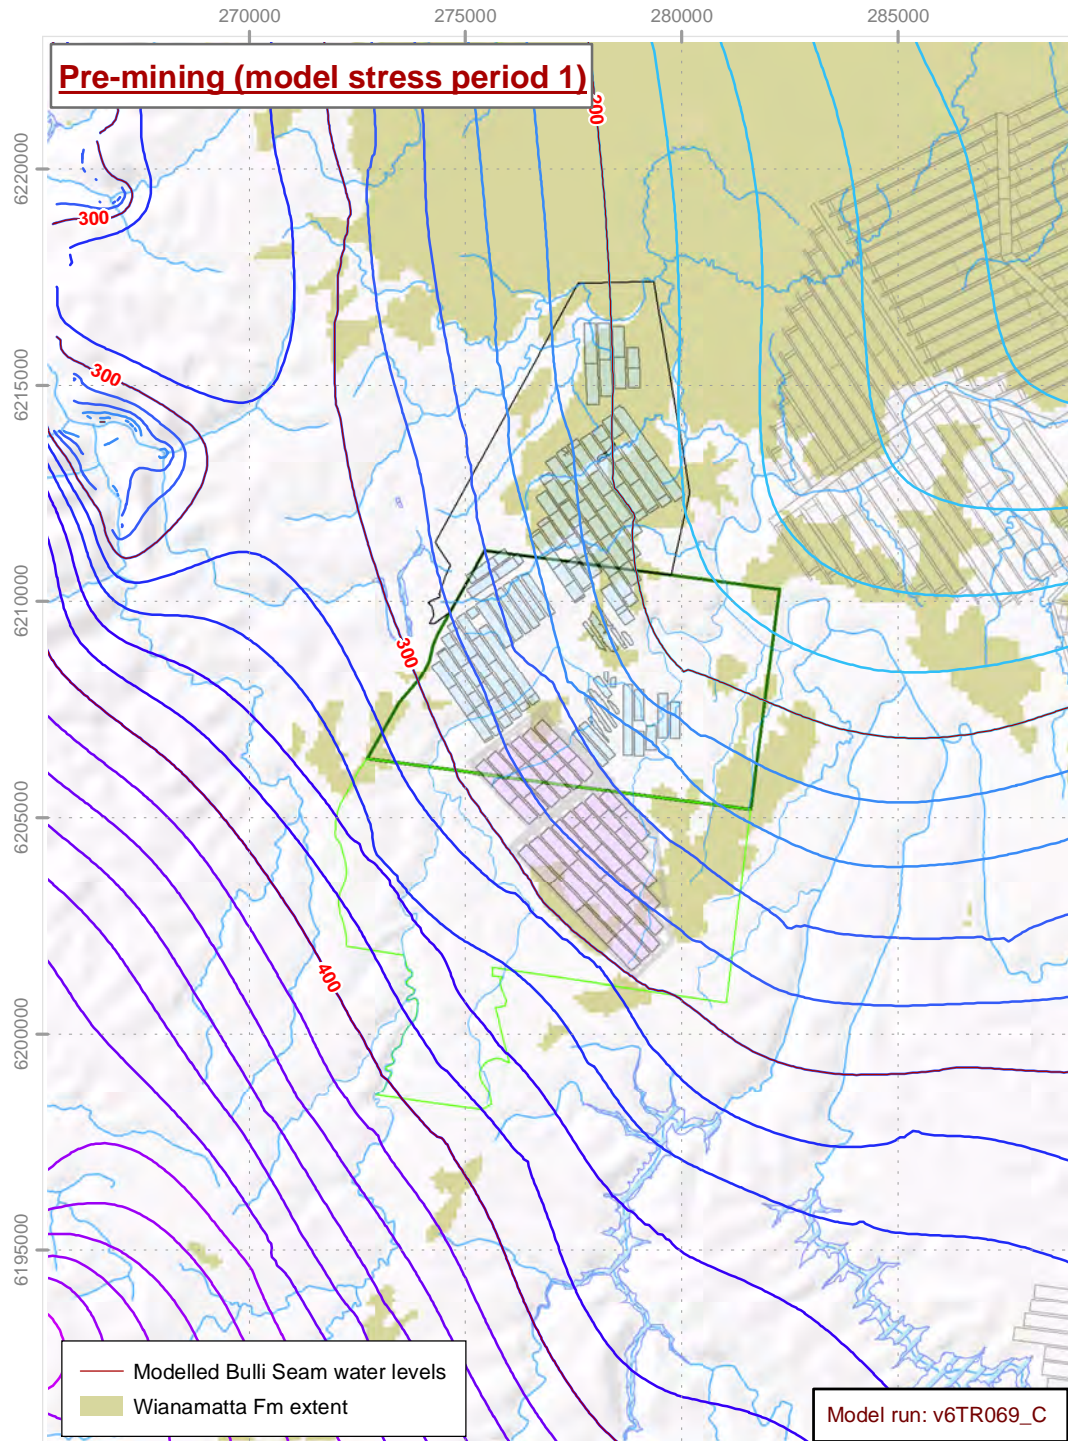 270000 275000 280000 285000
Pre-mining (model stress period 1)
200
6220000
300
6215000
300
6210000
300
6205000
400
6200000
6195000
Modelled Bulli Seam water levels
Wianamatta Fm extent
Model run: v6TR069_C